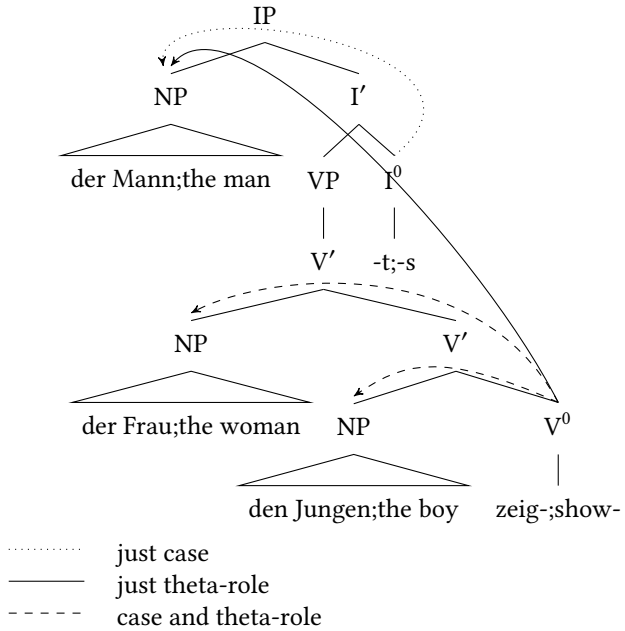 IP
NP I′
der Mann;the man VP I⁰
V′ -t;-s
NP V′
der Frau;the woman NP V⁰
den Jungen;the boy zeig-;show-
just case
just theta-role
case and theta-role